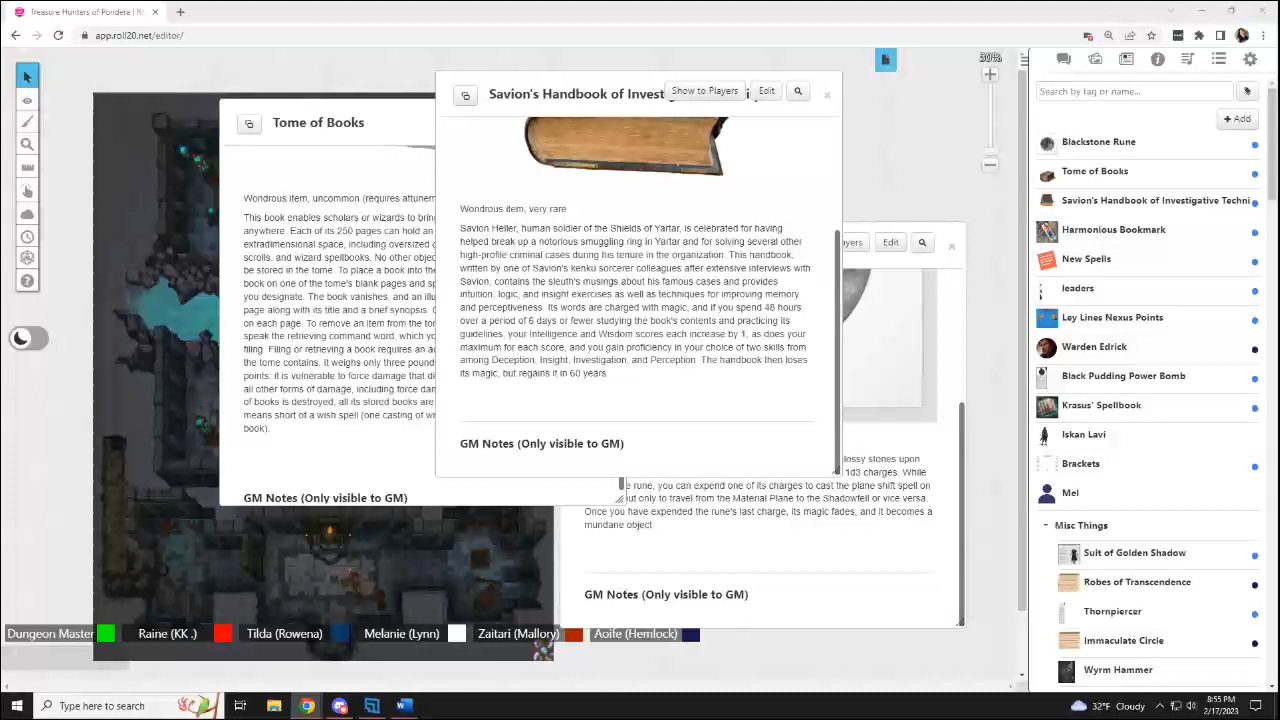 Treasure Hunters of Pondera | Ro
app.roll20.net/editor/
30%
Tome of Books
Wondrous item, uncommon (requires attunem
This book enables scholars or wizards to bring
anywhere. Each of its 250 pages can hold an
extradimensional space, including oversized g
scrolls, and wizard spellbooks. No other objec
be stored in the tome. To place a book into the
book on one of the tome's blank pages and sp
you designate. The book vanishes, and an illu
page along with its title and a brief synopsis.
on each page. To remove an item from the tom
speak the retrieving command word, which yo
filing. Filing or retrieving a book requires an ac
the tome contains, it weighs only three pound
points: it is vulnerable to force damage that di
all other forms of damage, including force dam
of books is destroyed, all its stored books are
means short of a wish spell (one casting of wi
book).
GM Notes (Only visible to GM)
Savion's Handbook of Invest
Show to Players
Edit
Wondrous item, very rare
Savion Heller, human soldier of the Shields of Yartar, is celebrated for having
helped break up a notorious smuggling ring in Yartar and for solving several other
high-profile criminal cases during his tenure in the organization. This handbook,
written by one of Savion's kenku sorcerer colleagues after extensive interviews with
Savion, contains the sleuth's musings about his famous cases and provides
intuition, logic, and insight exercises as well as techniques for improving memory
and perceptiveness. Its words are charged with magic, and if you spend 48 hours
over a period of 6 days or fewer studying the book's contents and practicing its
guidelines, your Intelligence and Wisdom scores each increase by 1, as does your
maximum for each score, and you gain proficiency in your choice of two skills from
among Deception, Insight, Investigation, and Perception. The handbook then loses
its magic, but regains it in 60 years.
GM Notes (Only visible to GM)
ayers
Edit
lossy stones upon
1d3 charges. While
e rune, you can expend one of its charges to cast the plane shift spell on
out only to travel from the Material Plane to the Shadowfell or vice versa.
Once you have expended the rune's last charge, its magic fades, and it becomes a
mundane object
GM Notes (Only visible to GM)
Search by tag or name...
+ Add
Blackstone Rune
Tome of Books
Savion's Handbook of Investigative Techni
Harmonious Bookmark
New Spells
leaders
Ley Lines Nexus Points
Warden Edrick
Black Pudding Power Bomb
Krasus' Spellbook
Iskan Lavi
Brackets
Mel
Misc Things
Suit of Golden Shadow
Robes of Transcendence
Thornpiercer
Immaculate Circle
Wyrm Hammer
Dungeon Master
Raine (KK .)
Tilda (Rowena)
Melanie (Lynn)
Zaitari (Mallory)
Aoife (Hemlock)
Type here to search
32°F Cloudy
8:55 PM
2/17/2023